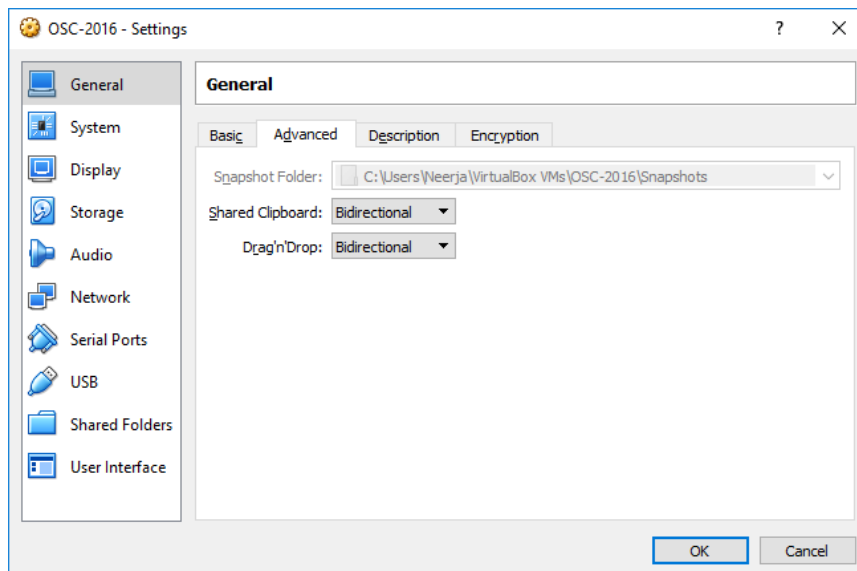 OSC-2016 - Settings
?
General
System
Display
Storage
Audio
Network
Serial Ports
USB
Shared Folders
User Interface
General
Basic Advanced Description Encryption
Snapshot Folder: C:\Users\Neerja\VirtualBox VMs\OSC-2016\Snapshots
Shared Clipboard: Bidirectional
Drag'n'Drop: Bidirectional
OK Cancel